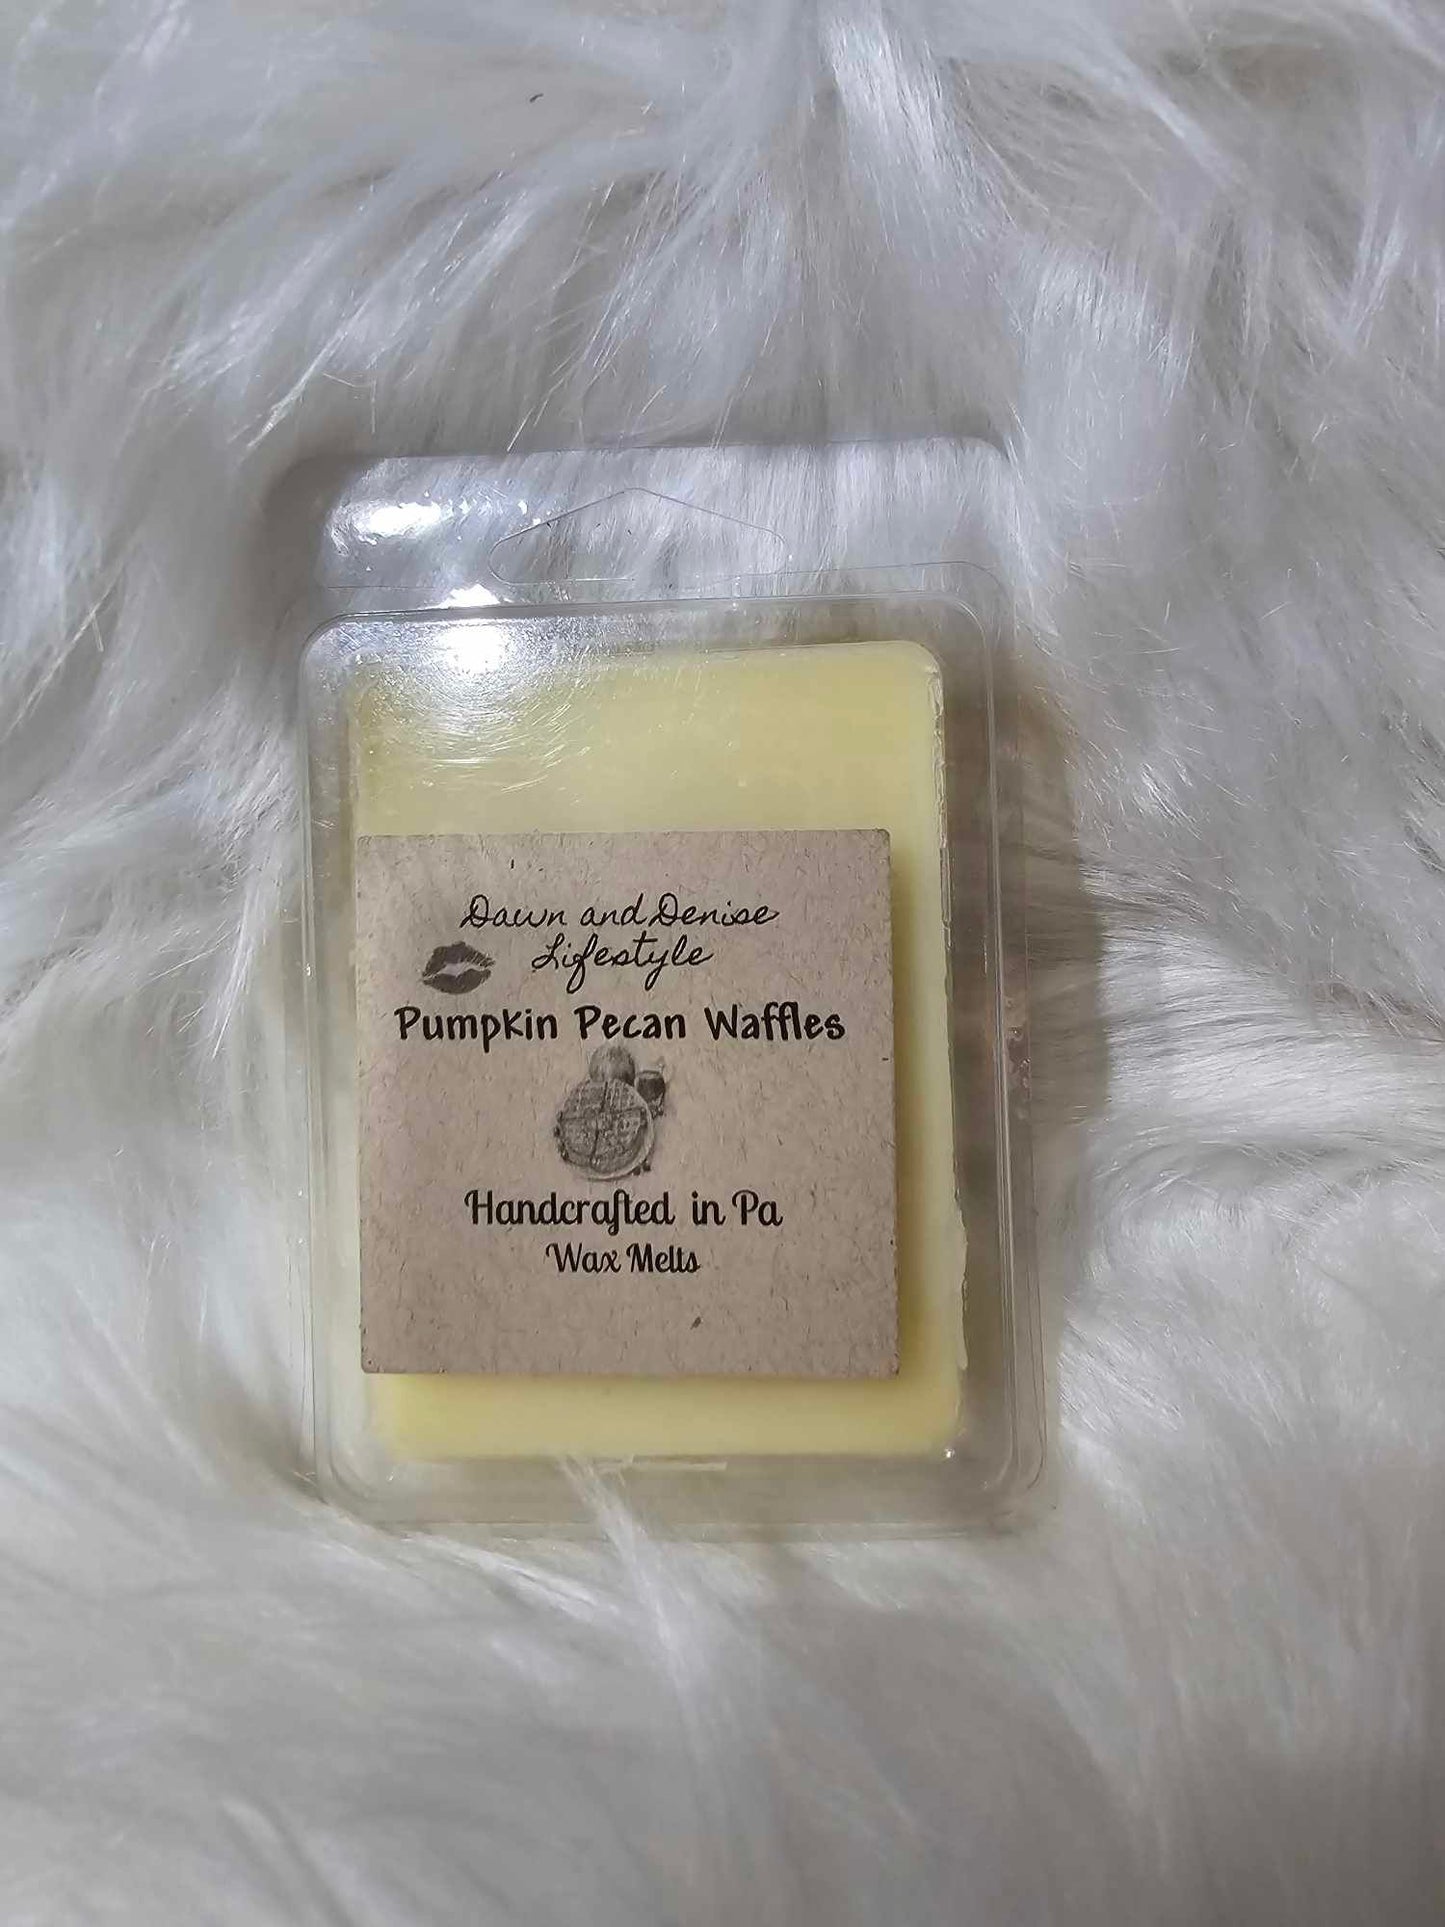 Dawn and Denise
Lifestyle
Pumpkin Pecan Waffles
Handcrafted in Pa
Wax Melts